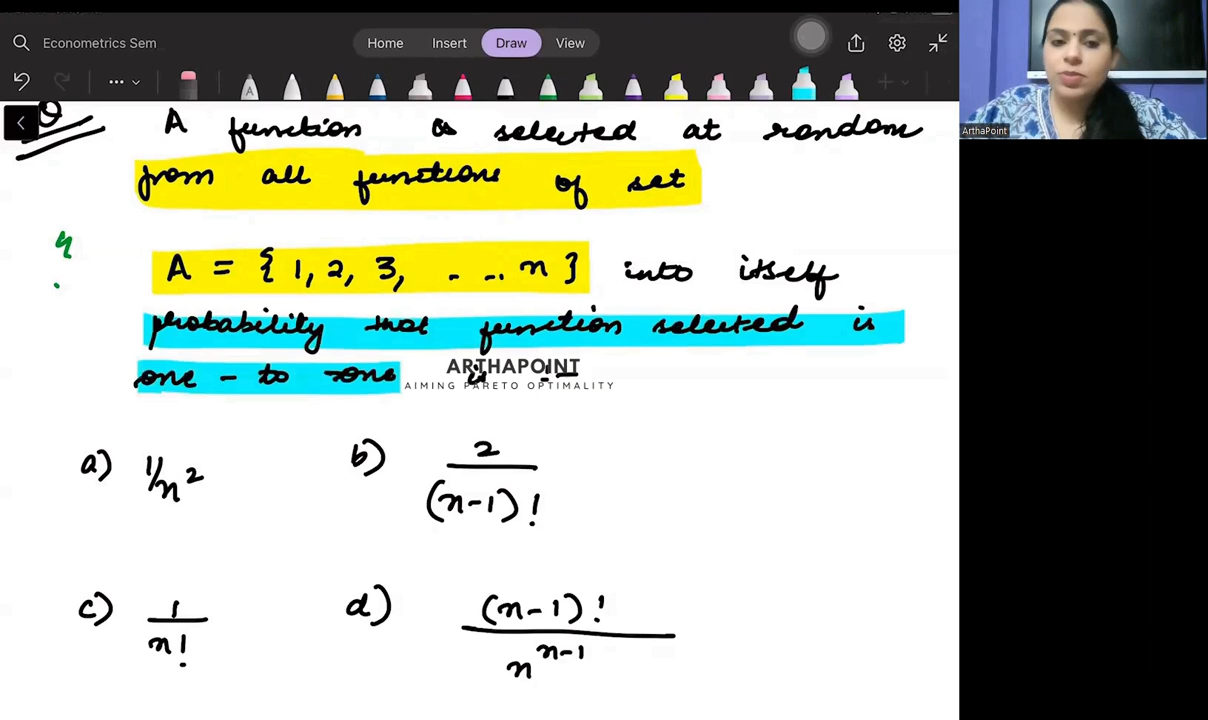 Econometrics Sem
Home Insert Draw View
A function is selected at random
from all functions of set
A = { 1, 2, 3, . . .. n } into itself
probability that function selected is
one - to - one is . . —
ARTHAPOINT
AIMING PARETO OPTIMALITY
a) 1/n² b) 2/(n-1)!
c) 1/n! d) (n-1)!/n^(n-1)
ArthaPoint